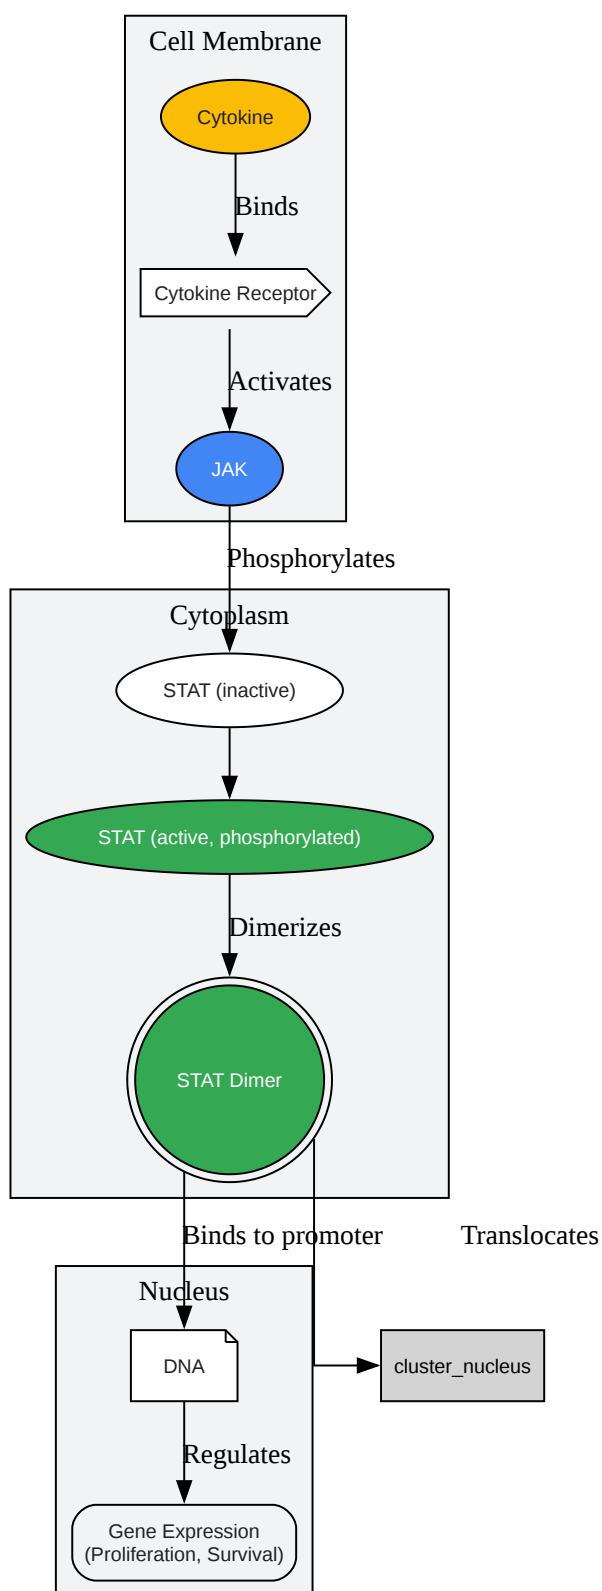 Cell Membrane
Cytokine
Binds
Cytokine Receptor
Activates
JAK
Phosphorylates
Cytoplasm
STAT (inactive)
STAT (active, phosphorylated)
Dimerizes
STAT Dimer
Binds to promoter
Translocates
Nucleus
DNA
cluster_nucleus
Regulates
Gene Expression
(Proliferation, Survival)